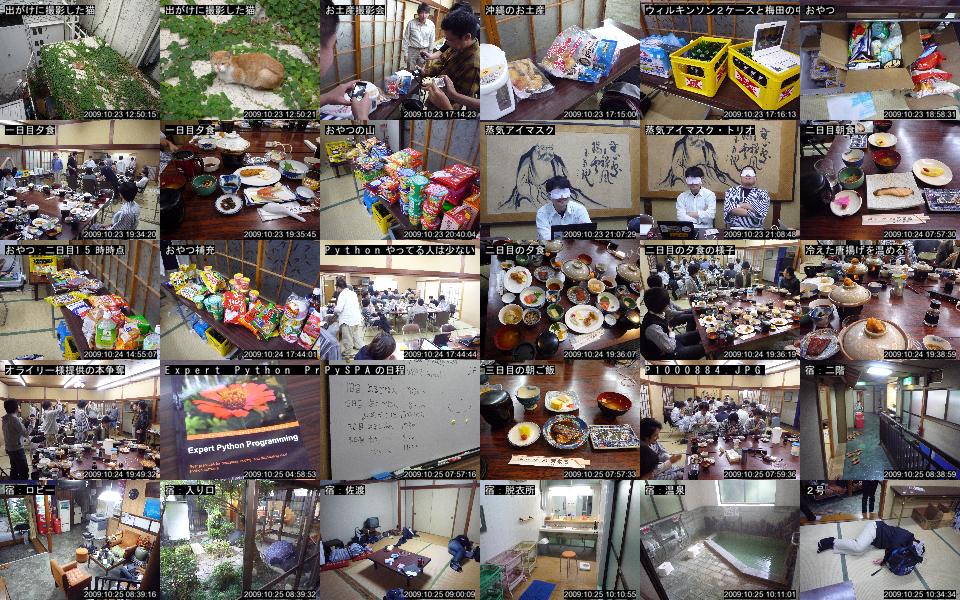 出がけに撮影した猫
2009:10:23 12:50:15
出がけに撮影した猫
2009:10:23 12:50:21
お土産撮影会
2009:10:23 17:14:23
沖縄のお土産
2009:10:23 17:15:00
ウィルキンソン2ケースと梅田の
2009:10:23 17:16:13
おやつ
2009:10:23 18:58:31
一日目夕食
2009:10:23 19:34:20
一日目夕食
2009:10:23 19:35:45
おやつの山
2009:10:23 20:40:04
蒸気アイマスク
2009:10:23 21:07:29
蒸気アイマスク・トリオ
2009:10:23 21:08:48
二日目朝食
2009:10:24 07:57:30
おやつ・二日目15時時点
2009:10:24 14:55:07
おやつ補充
2009:10:24 17:44:01
Pythonやってる人は少ない
2009:10:24 17:44:44
二日目の夕食
2009:10:24 19:36:07
二日目の夕食の様子
2009:10:24 19:36:19
冷えた唐揚げを温める
2009:10:24 19:38:59
オライリー様提供の本争奪
2009:10:24 19:49:32
Expert Python Pr
Expert Python Programming
2009:10:25 04:58:53
PySPAの日程
2009:10:25 07:57:16
三日目の朝ご飯
2009:10:25 07:57:33
P1000884.JPG
2009:10:25 07:59:36
宿:二階
2009:10:25 08:38:59
宿:ロビー
2009:10:25 08:39:16
宿:入り口
2009:10:25 08:39:32
宿:佐渡
2009:10:25 09:00:09
宿:脱衣所
2009:10:25 10:10:55
宿:温泉
2009:10:25 10:11:01
2号
2009:10:25 10:34:34